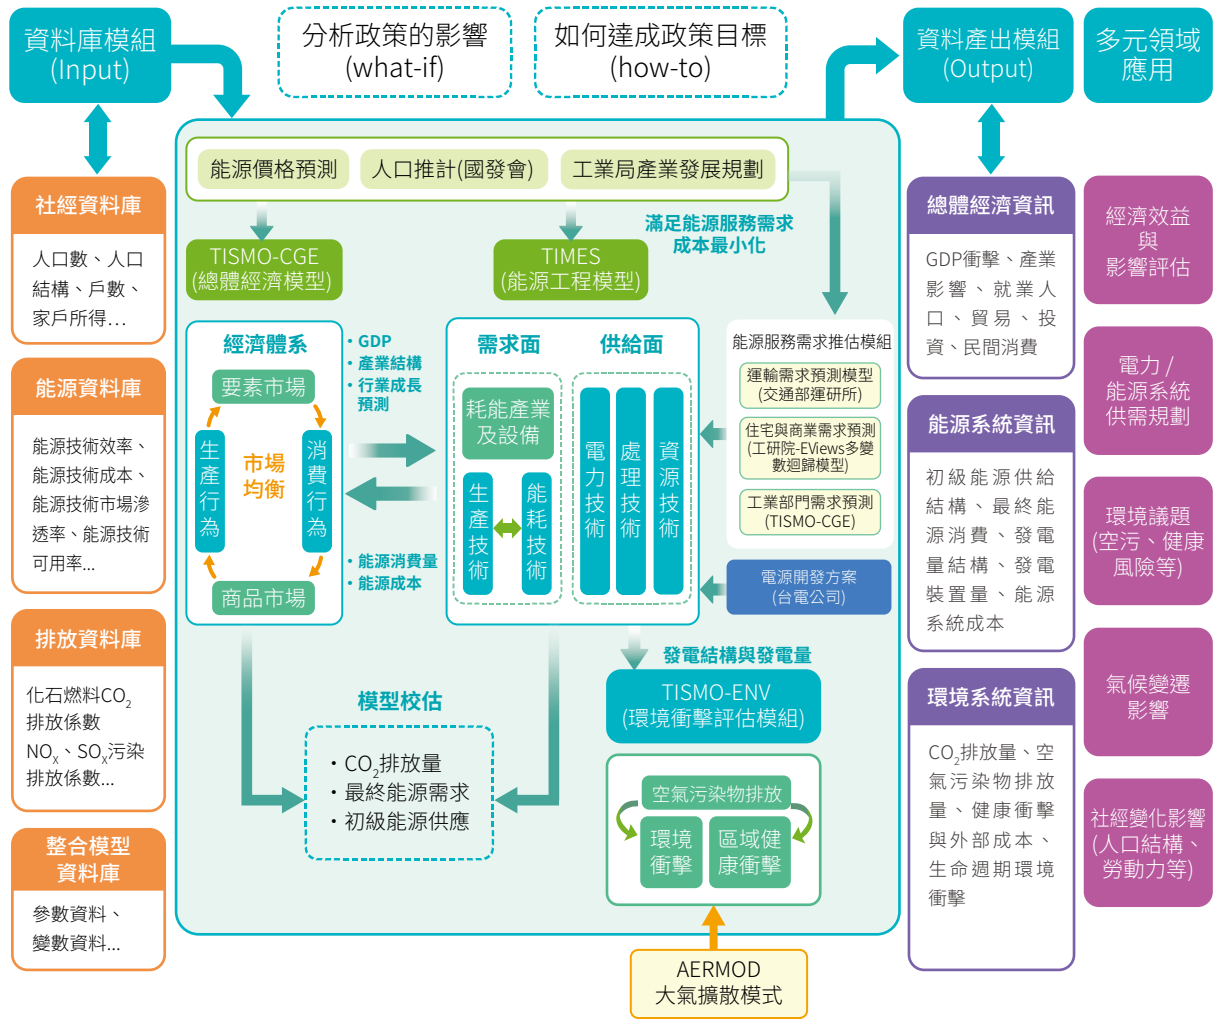 資料庫模組
(Input)
分析政策的影響
(what-if)
如何達成政策目標
(how-to)
資料產出模組
(Output)
多元領域
應用
社經資料庫
人口數、人口
結構、戶數、
家戶所得…
能源資料庫
能源技術效率、
能源技術成本、
能源技術市場滲
透率、能源技術
可用率...
排放資料庫
化石燃料CO2
排放係數
NOX、SOX污染
排放係數...
整合模型
資料庫
參數資料、
變數資料...
能源價格預測
人口推計(國發會)
工業局產業發展規劃
TISMO-CGE
(總體經濟模型)
TIMES
(能源工程模型)
滿足能源服務需求
成本最小化
經濟體系
要素市場
生產行為
市場
均衡
消費行為
商品市場
・GDP
・產業結構
・行業成長
預測
・能源消費量
・能源成本
需求面
耗能產業
及設備
生產技術
能耗技術
供給面
電力技術
處理技術
資源技術
能源服務需求推估模組
運輸需求預測模型
(交通部運研所)
住宅與商業需求預測
(工研院-EViews多變
數迴歸模型)
工業部門需求預測
(TISMO-CGE)
電源開發方案
(台電公司)
模型校估
・CO2排放量
・最終能源需求
・初級能源供應
發電結構與發電量
TISMO-ENV
(環境衝擊評估模組)
空氣污染物排放
環境
衝擊
區域健
康衝擊
AERMOD
大氣擴散模式
總體經濟資訊
GDP衝擊、產業
影響、就業人
口、貿易、投
資、民間消費
能源系統資訊
初級能源供給
結構、最終能
源消費、發電
量結構、發電
裝置量、能源
系統成本
環境系統資訊
CO2排放量、空
氣污染物排放
量、健康衝擊
與外部成本、
生命週期環境
衝擊
經濟效益
與
影響評估
電力 /
能源系統
供需規劃
環境議題
(空污、健康
風險等)
氣候變遷
影響
社經變化影響
(人口結構、
勞動力等)